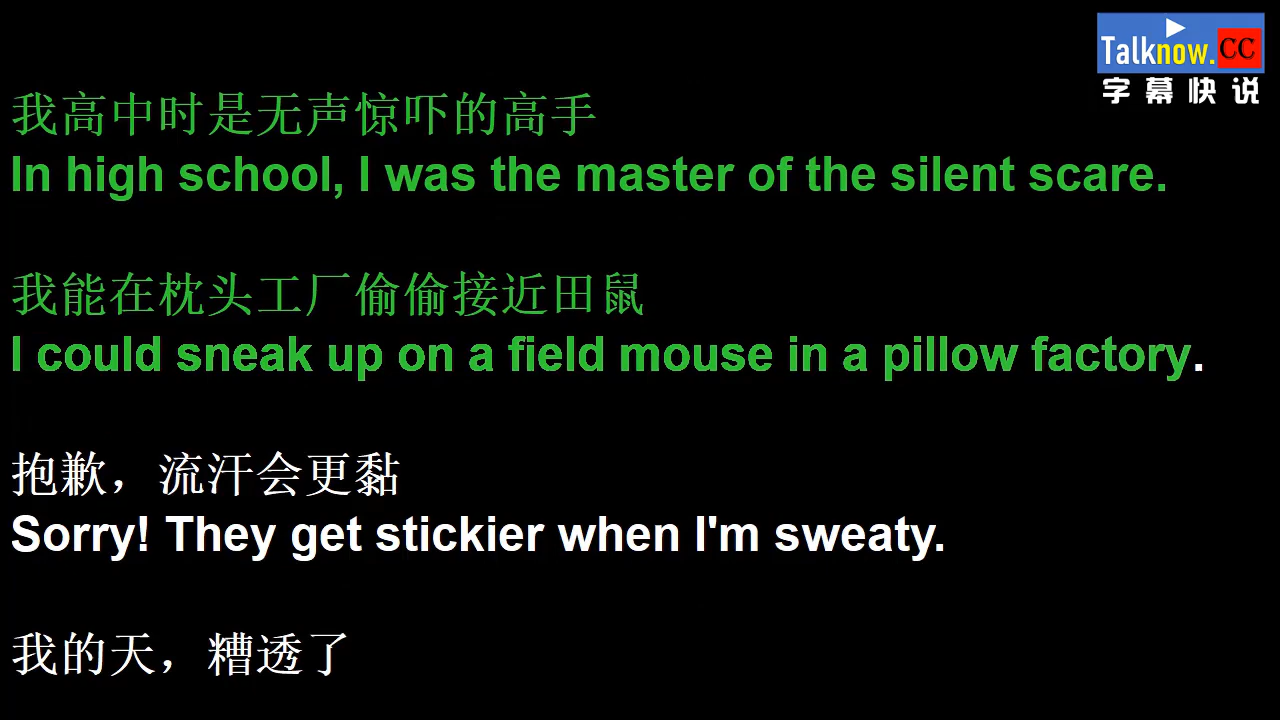 Talknow.CC
字幕快说
我高中时是无声惊吓的高手
In high school, I was the master of the silent scare.
我能在枕头工厂偷偷接近田鼠
I could sneak up on a field mouse in a pillow factory.
抱歉，流汗会更黏
Sorry! They get stickier when I'm sweaty.
我的天，糟透了